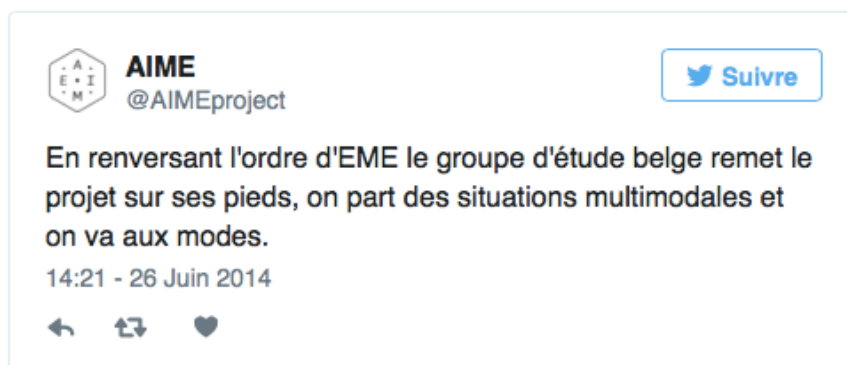 AIME
@AIMEproject
Suivre
A
E • I
M
En renversant l'ordre d'EME le groupe d'étude belge remet le
projet sur ses pieds, on part des situations multimodales et
on va aux modes.
14:21 - 26 Juin 2014